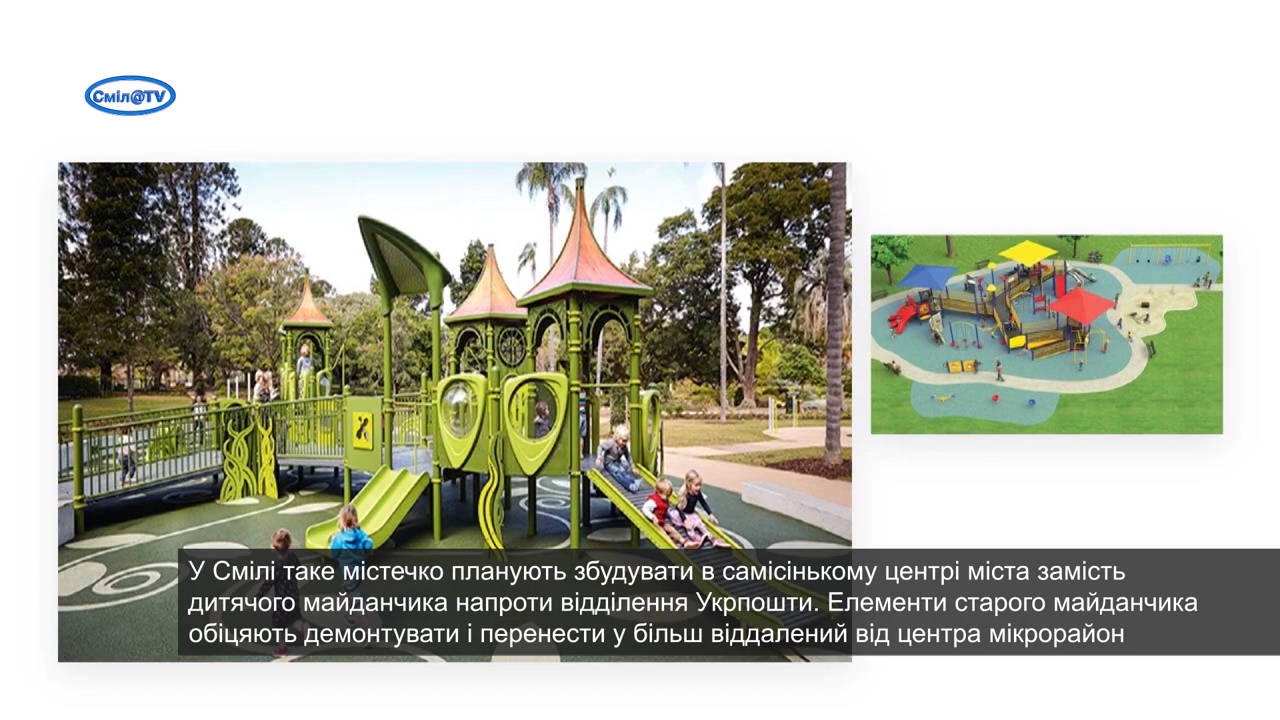 Сміл@TV
У Смілі таке містечко планують збудувати в самісінькому центрі міста замість
дитячого майданчика напроти відділення Укрпошти. Елементи старого майданчика
обіцяють демонтувати і перенести у більш віддалений від центра мікрорайон